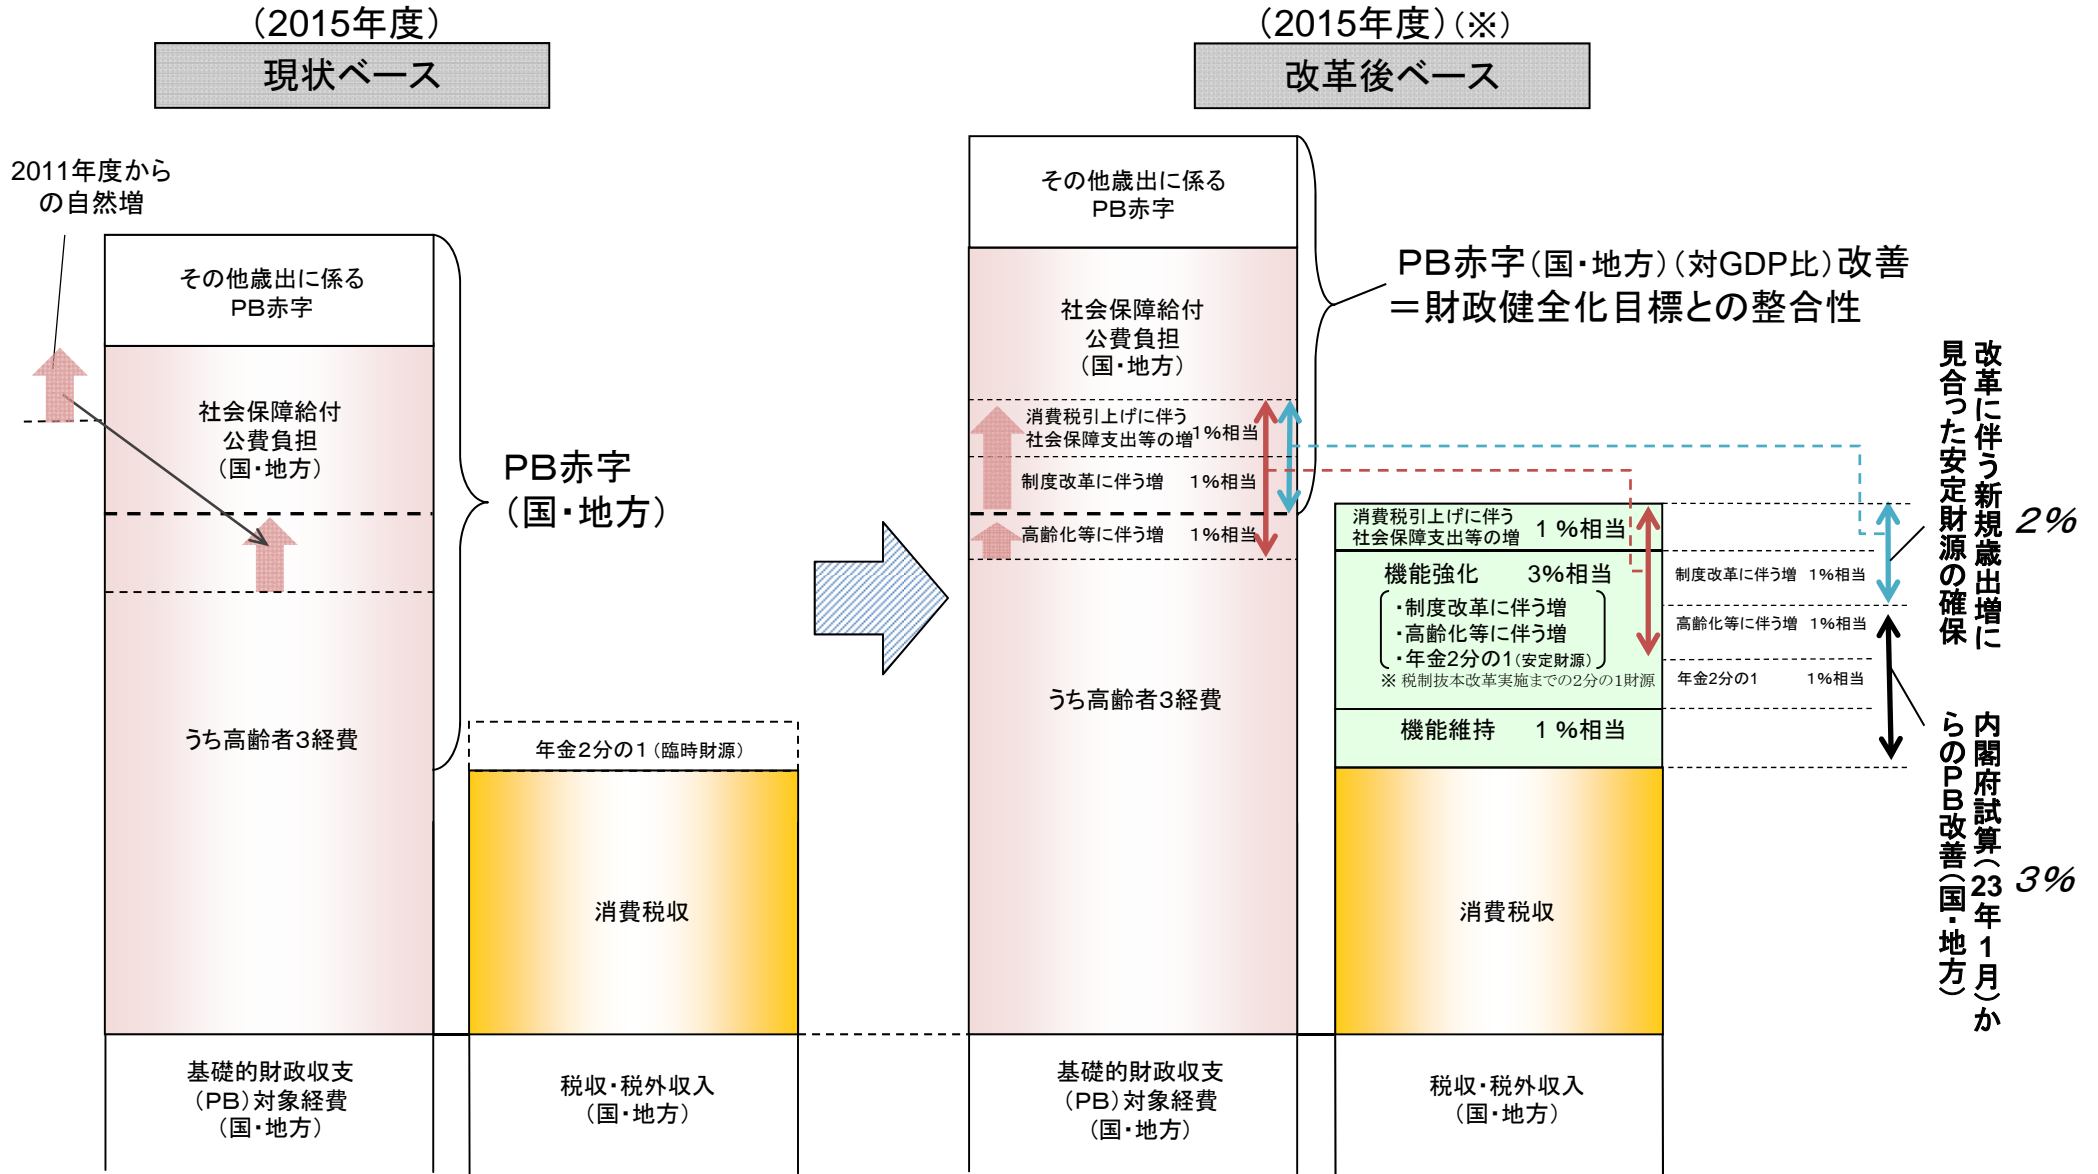 (2015年度)
現状ベース
2011年度から
の自然増
その他歳出に係る
PB赤字
社会保障給付
公費負担
(国・地方)
うち高齢者3経費
PB赤字
(国・地方)
年金2分の1(臨時財源)
消費税収
基礎的財政収支
(PB)対象経費
(国・地方)
税収・税外収入
(国・地方)
(2015年度)(※)
改革後ベース
その他歳出に係る
PB赤字
社会保障給付
公費負担
(国・地方)
消費税引上げに伴う
社会保障支出等の増 1%相当
制度改革に伴う増 1%相当
高齢化等に伴う増 1%相当
うち高齢者3経費
PB赤字(国・地方)(対GDP比)改善
=財政健全化目標との整合性
消費税引上げに伴う
社会保障支出等の増 1%相当
機能強化 3%相当
・制度改革に伴う増
・高齢化等に伴う増
・年金2分の1(安定財源)
※ 税制抜本改革実施までの2分の1財源
機能維持 1%相当
消費税収
制度改革に伴う増 1%相当
高齢化等に伴う増 1%相当
年金2分の1 1%相当
改革に伴う新規歳出増に
見合った安定財源の確保
2%
内閣府試算(23年1月)か
らのPB改善(国・地方)
3%
基礎的財政収支
(PB)対象経費
(国・地方)
税収・税外収入
(国・地方)